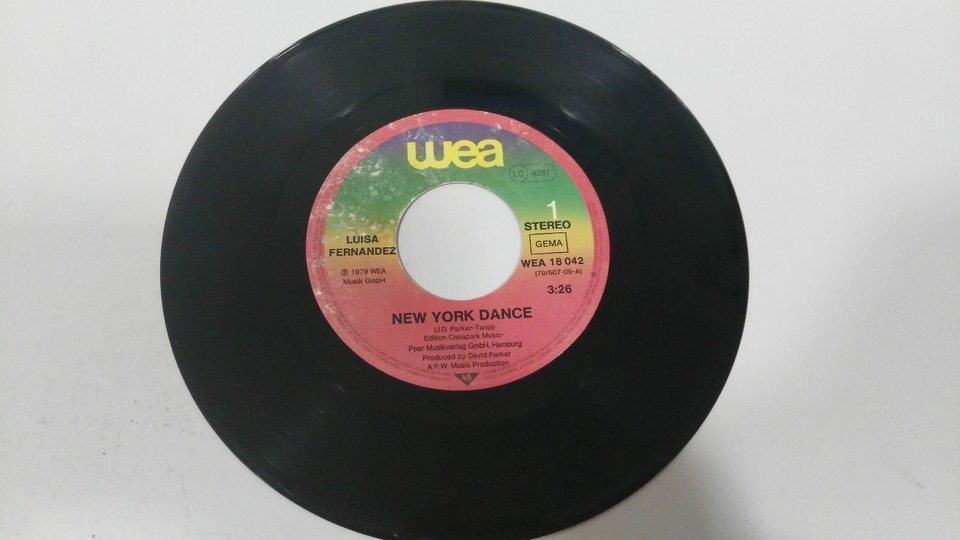 wea
LC 4281
1
STEREO
GEMA
LUISA
FERNANDEZ
WEA 18 042
(79/507-09-A)
℗ 1979 WEA
Musik GmbH
3:26
NEW YORK DANCE
(J.D. Parker-Tanja)
Edition Casapark Music-
Peer Musikverlag GmbH, Hamburg
Produced by David Parker
A P.W. Music Production
45